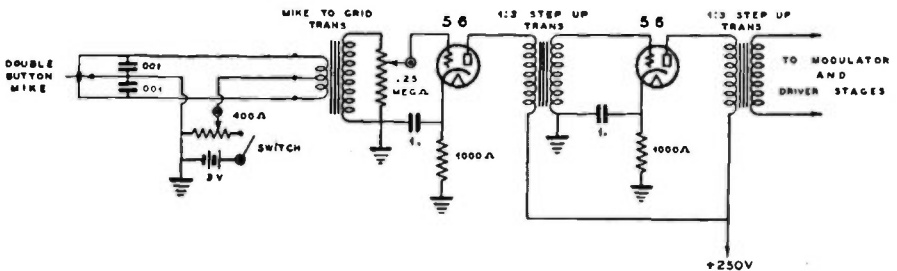 MIKE TO GRID
TRANS
56
1:3 STEP UP
TRANS
56
1:3 STEP UP
TRANS
DOUBLE
BUTTON
MIKE
.001
.001
.25
MEG Ω
TO MODULATOR
AND
DRIVER STAGES
400Ω
SWITCH
3V
1.
1000Ω
1.
1000Ω
+250V